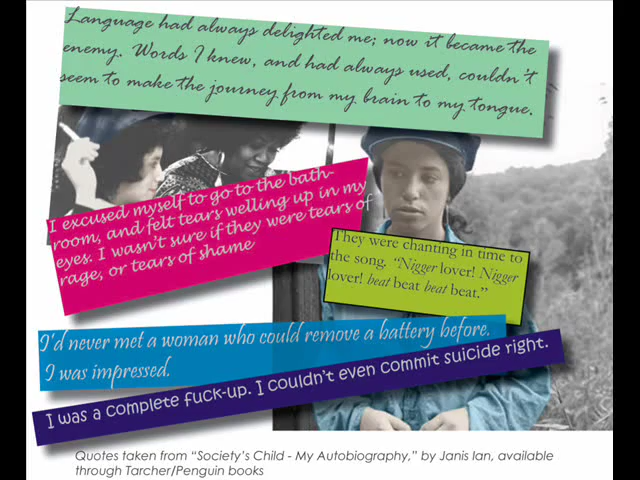 Language had always delighted me; now it became the
enemy. Words I knew, and had always used, couldn't
seem to make the journey from my brain to my tongue.
I excused myself to go to the bath-
room, and felt tears welling up in my
eyes. I wasn't sure if they were tears of
rage, or tears of shame
They were chanting in time to
the song. "Nigger lover! Nigger
lover! beat beat beat beat."
I'd never met a woman who could remove a battery before.
I was impressed.
I was a complete fuck-up. I couldn't even commit suicide right.
Quotes taken from "Society's Child - My Autobiography," by Janis Ian, available
through Tarcher/Penguin books